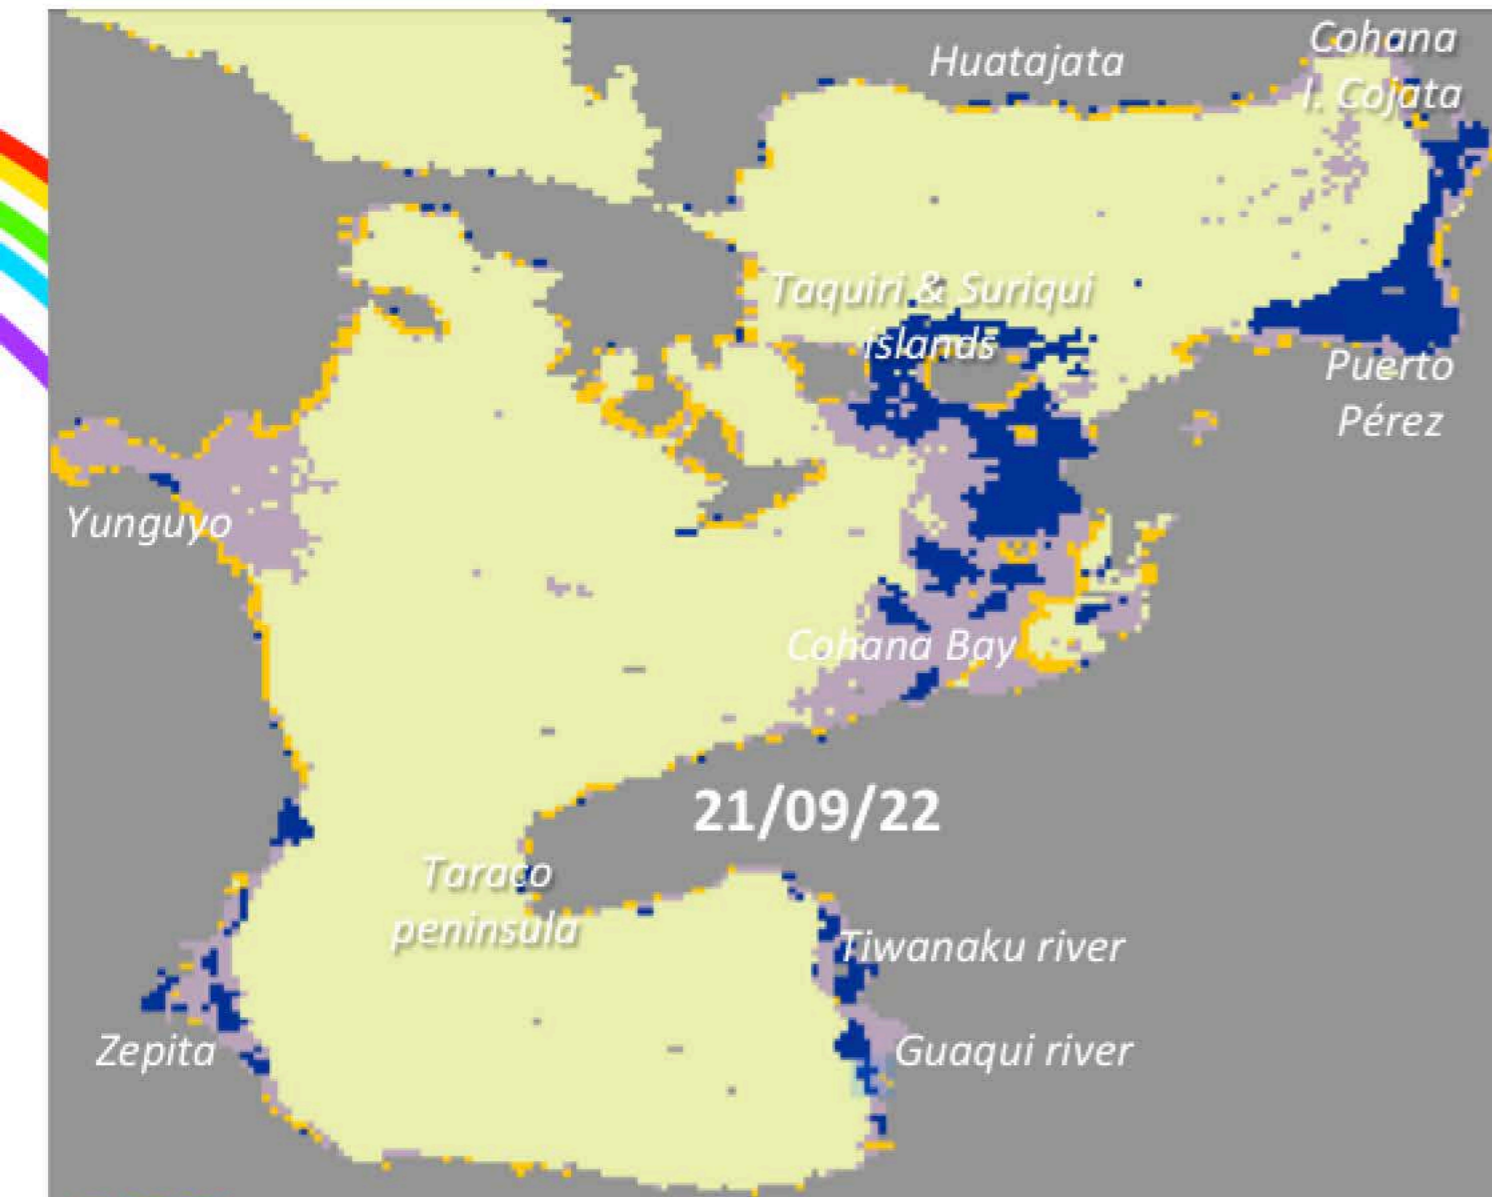 Huatajata
Cohana
I. Cojata
Taquiri & Suriqui
islands
Puerto
Pérez
Yunguyo
Cohana Bay
21/09/22
Taraco
peninsula
Tiwanaku river
Zepita
Guaqui river